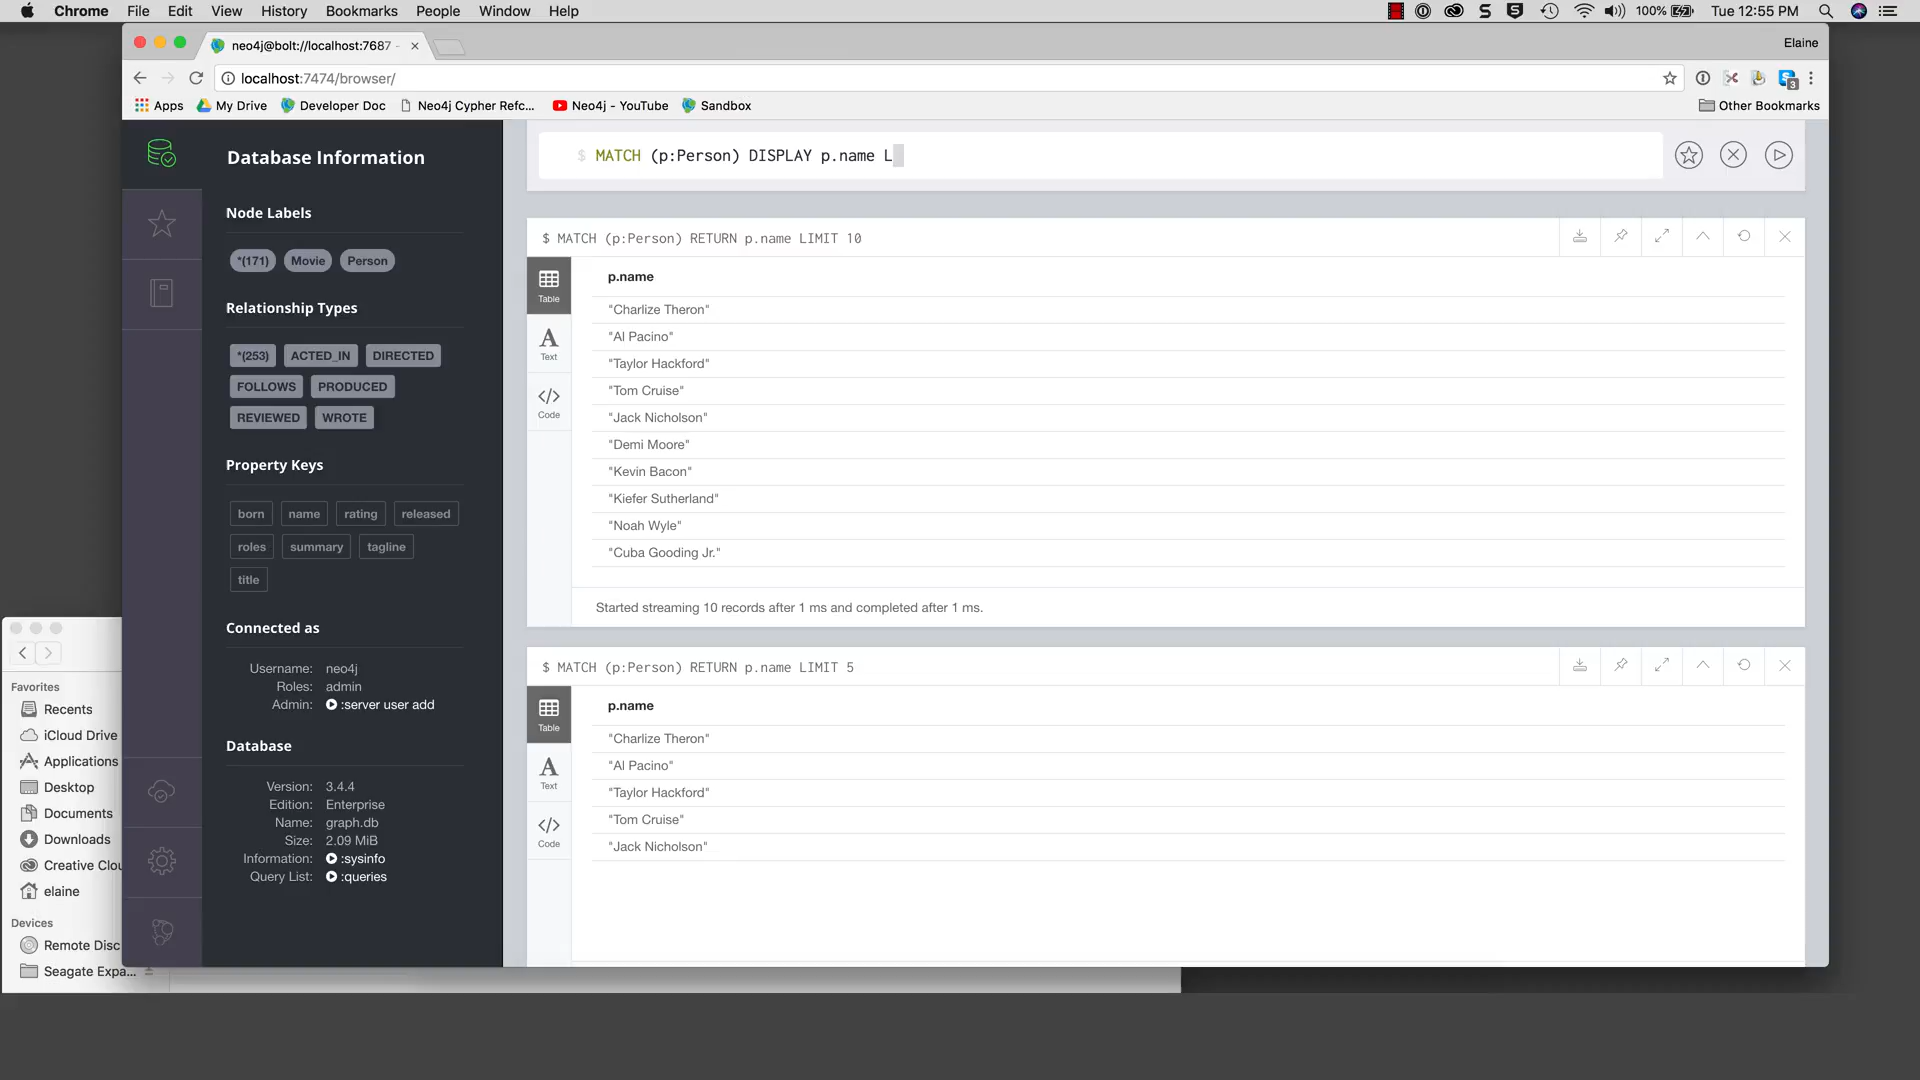 Chrome File Edit View History Bookmarks People Window Help 100% Tue 12:55 PM
neo4j@bolt://localhost:7687 - Elaine
localhost:7474/browser/
Apps My Drive Developer Doc Neo4j Cypher Refc... Neo4j - YouTube Sandbox Other Bookmarks
Database Information
Node Labels
*(171) Movie Person
Relationship Types
*(253) ACTED_IN DIRECTED
FOLLOWS PRODUCED
REVIEWED WROTE
Property Keys
born name rating released
roles summary tagline
title
Connected as
Username: neo4j
Roles: admin
Admin: :server user add
Database
Version: 3.4.4
Edition: Enterprise
Name: graph.db
Size: 2.09 MiB
Information: :sysinfo
Query List: :queries
$ MATCH (p:Person) DISPLAY p.name L
$ MATCH (p:Person) RETURN p.name LIMIT 10
Table
Text
Code
p.name
"Charlize Theron"
"Al Pacino"
"Taylor Hackford"
"Tom Cruise"
"Jack Nicholson"
"Demi Moore"
"Kevin Bacon"
"Kiefer Sutherland"
"Noah Wyle"
"Cuba Gooding Jr."
Started streaming 10 records after 1 ms and completed after 1 ms.
$ MATCH (p:Person) RETURN p.name LIMIT 5
Table
Text
Code
p.name
"Charlize Theron"
"Al Pacino"
"Taylor Hackford"
"Tom Cruise"
"Jack Nicholson"
Favorites
Recents
iCloud Drive
Applications
Desktop
Documents
Downloads
Creative Clou
elaine
Devices
Remote Disc
Seagate Expa...